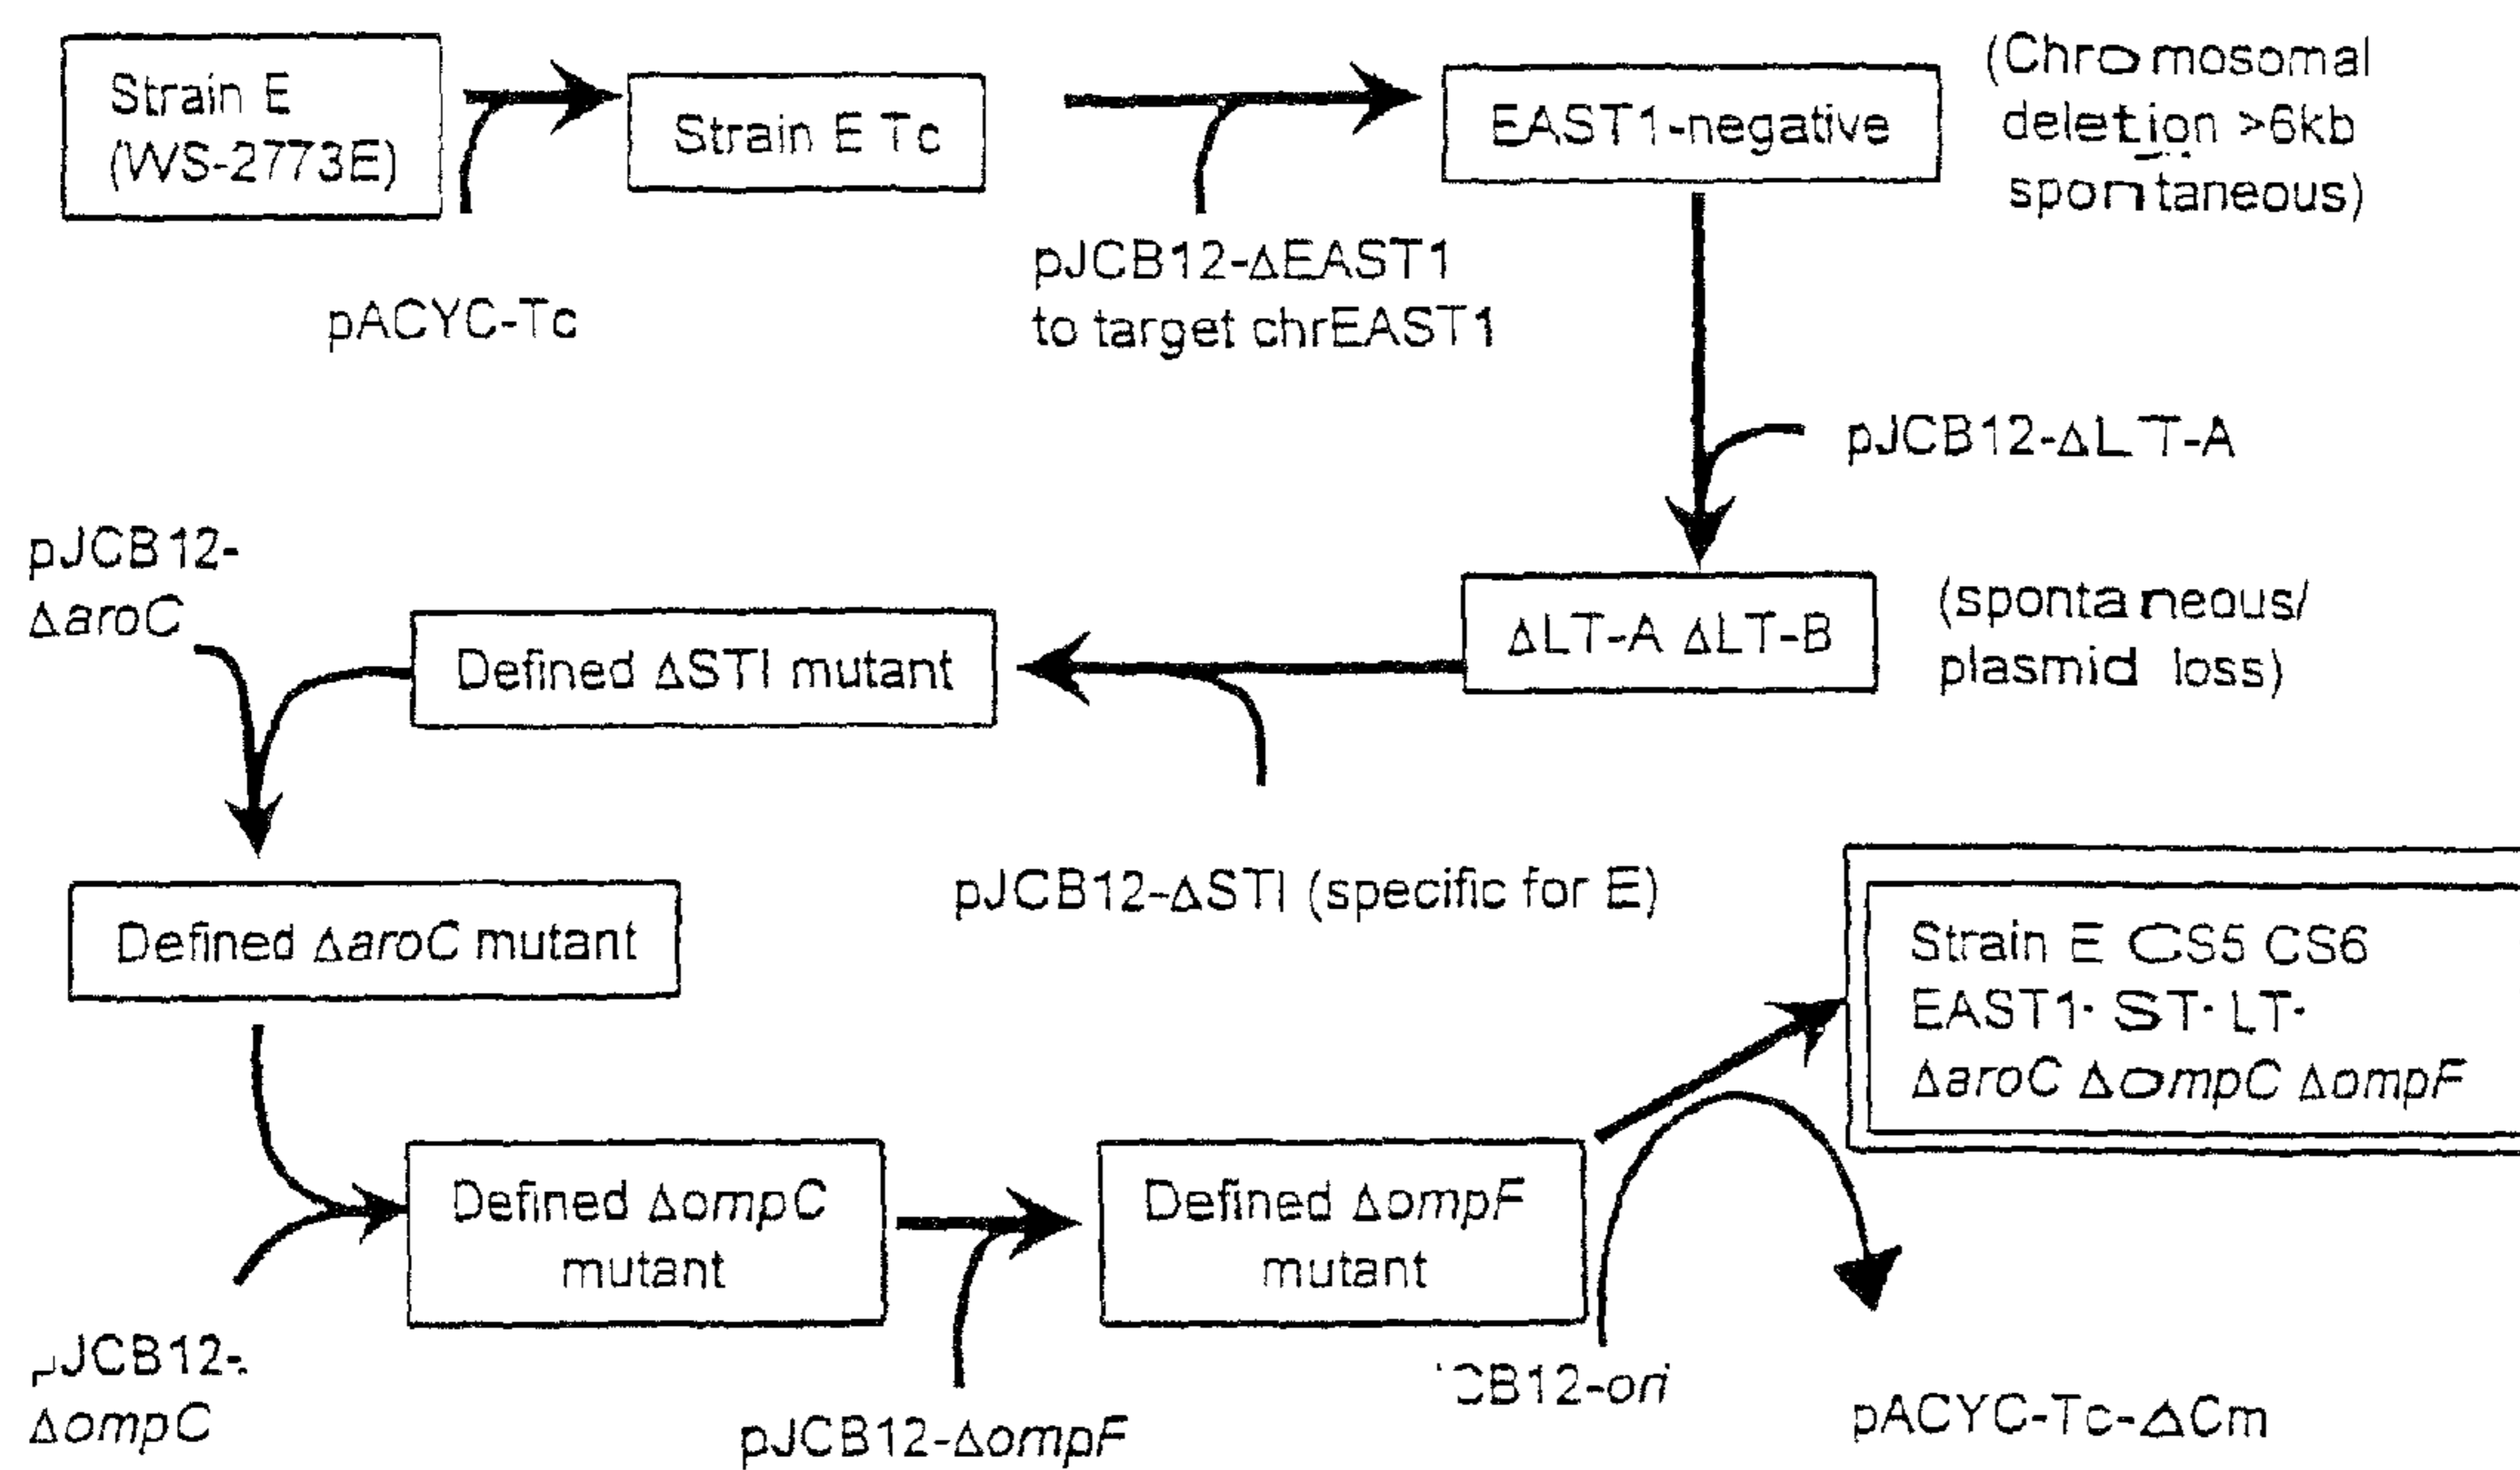 Strain E
(WS-2773E)
Strain E Tc
EAST1-negative
(Chromosomal
deletion >6kb
spontaneous)
pACYC-Tc
pJCB12-ΔEAST1
to target chrEAST1
pJCB12-ΔLT-A
ΔLT-A ΔLT-B
(spontaneous/
plasmid loss)
pJCB12-ΔSTI (specific for E)
Defined ΔSTI mutant
pJCB12-
ΔaroC
Defined ΔaroC mutant
pJCB12-
ΔompC
Defined ΔompC
mutant
pJCB12-ΔompF
Defined ΔompF
mutant
CB12-ori
pACYC-Tc-ΔCm
Strain E CS5 CS6
EAST1- ST- LT-
ΔaroC ΔompC ΔompF